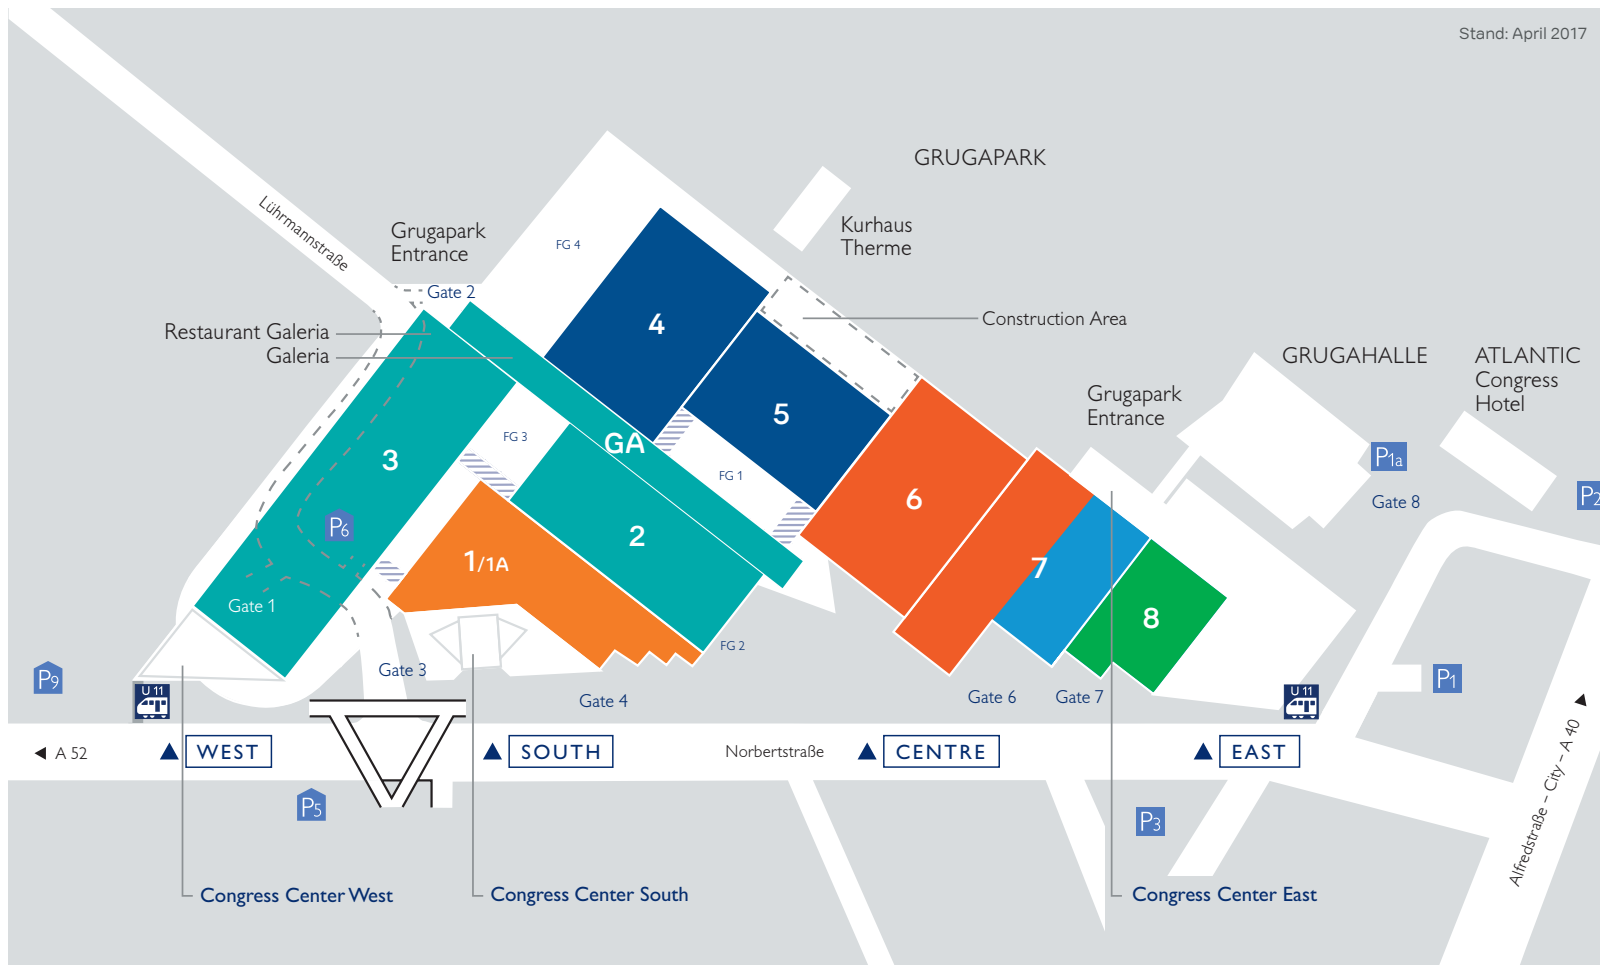 Stand: April 2017
GRUGAPARK
Lührmannstraße
Grugapark
Entrance
FG 4
Kurhaus
Therme
Gate 2
Restaurant Galeria
Galeria
4
Construction Area
GRUGAHALLE
ATLANTIC
Congress
Hotel
Grugapark
Entrance
5
3
FG 3
GA
FG 1
P1a
Gate 8
P2
6
P6
2
1/1A
7
Gate 1
8
FG 2
Gate 3
Gate 4
Gate 6
Gate 7
P9
P1
U 11
U 11
A 52
WEST
SOUTH
Norbertstraße
CENTRE
EAST
P5
P3
Alfredstraße – City – A 40
Congress Center West
Congress Center South
Congress Center East